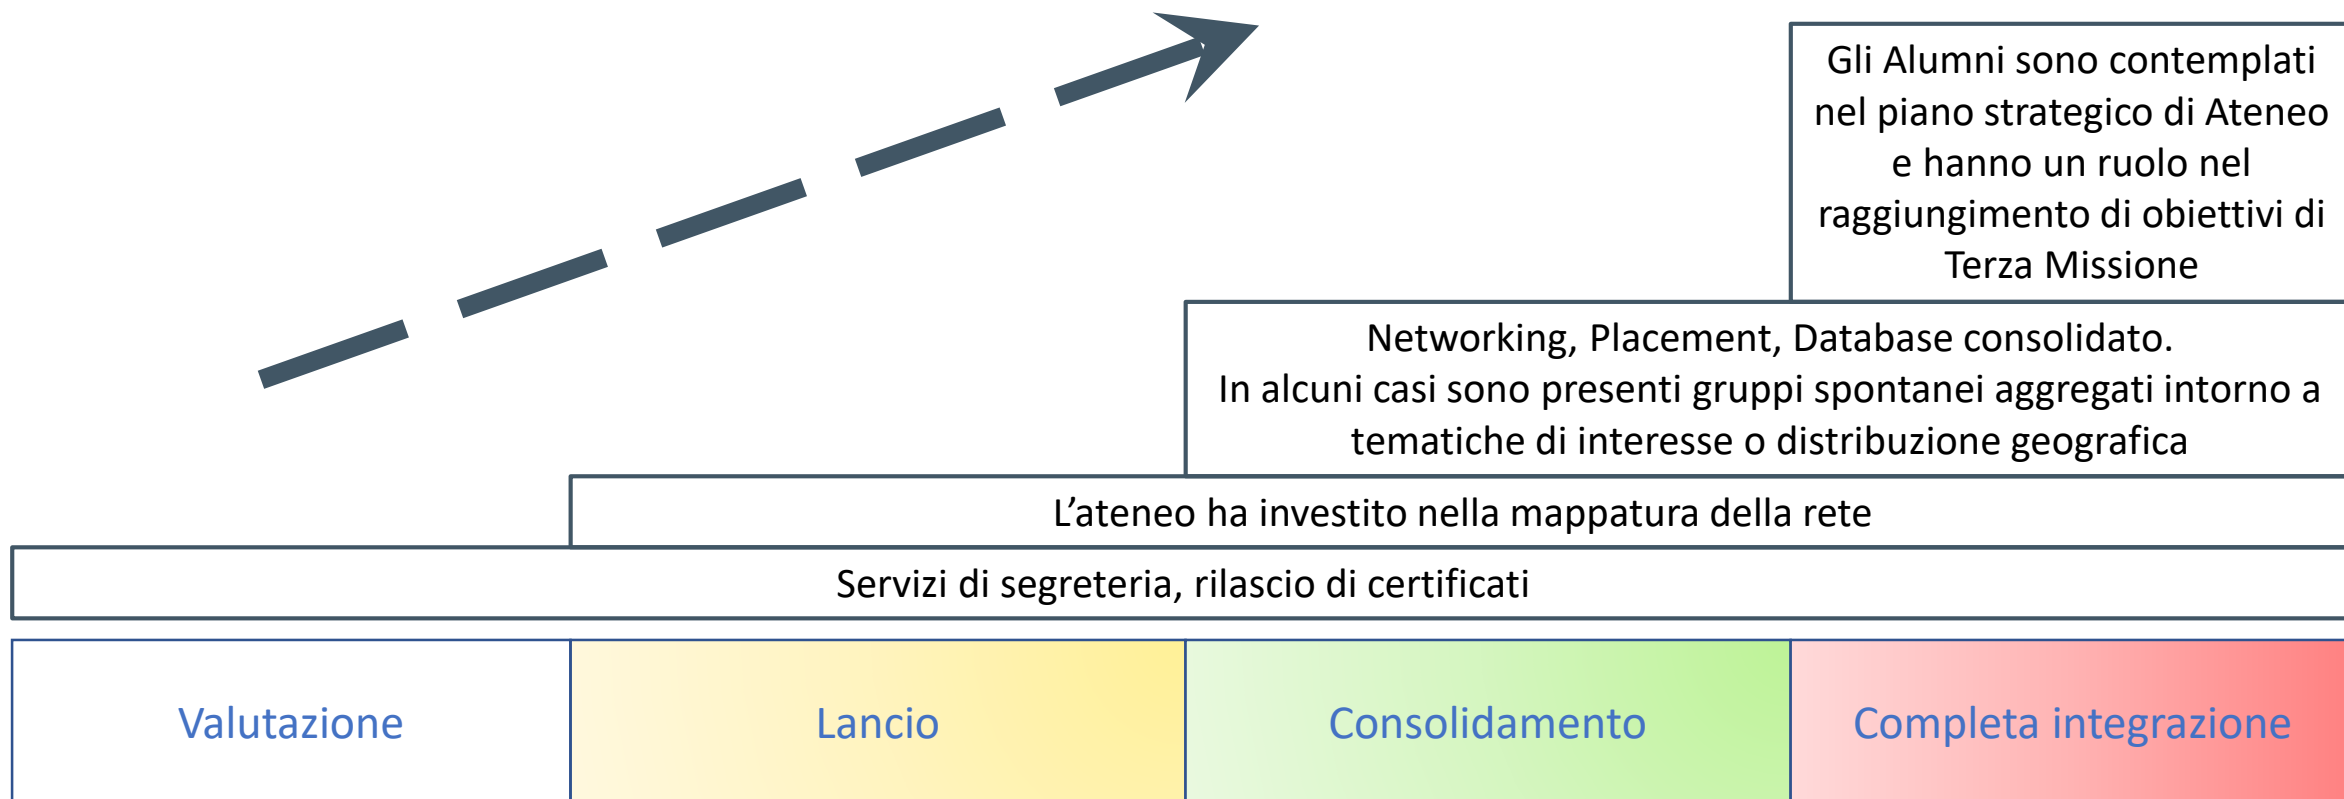 Gli Alumni sono contemplati
nel piano strategico di Ateneo
e hanno un ruolo nel
raggiungimento di obiettivi di
Terza Missione
Networking, Placement, Database consolidato.
In alcuni casi sono presenti gruppi spontanei aggregati intorno a
tematiche di interesse o distribuzione geografica
L’ateneo ha investito nella mappatura della rete
Servizi di segreteria, rilascio di certificati
Valutazione
Lancio
Consolidamento
Completa integrazione